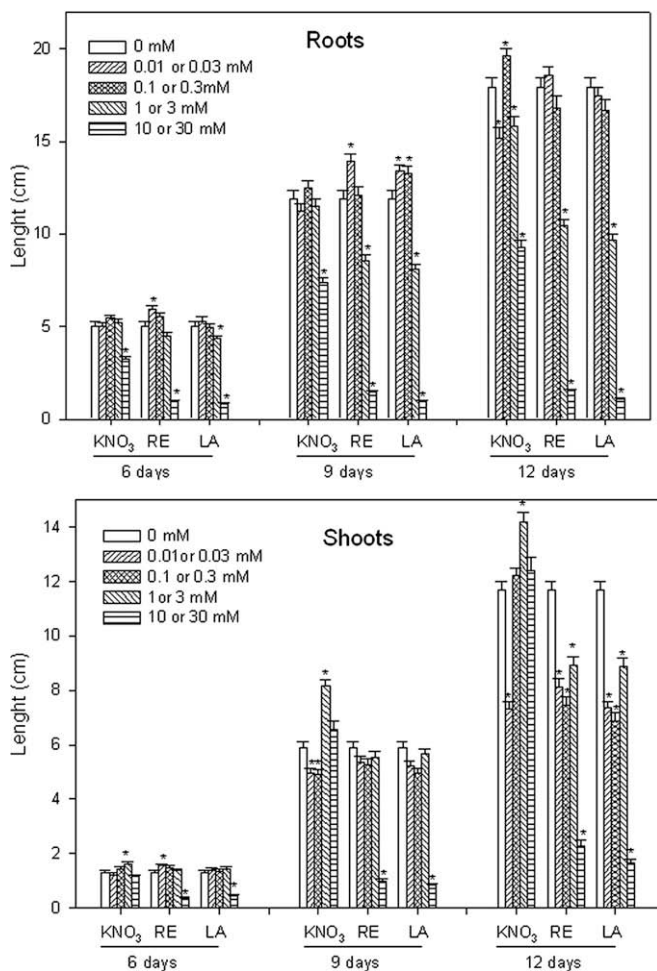 Roots
0 mM
0.01 or 0.03 mM
0.1 or 0.3mM
1 or 3 mM
10 or 30 mM
Lenght (cm)
20
15
10
5
0
* * * * * * * * * * * * * * * * * * *
KNO₃ RE LA KNO₃ RE LA KNO₃ RE LA
6 days 9 days 12 days
Shoots
0 mM
0.01or 0.03 mM
0.1 or 0.3 mM
1 or 3 mM
10 or 30 mM
Lenght (cm)
14
12
10
8
6
4
2
0
* * * * ** * * * * * * * * * * * * *
KNO₃ RE LA KNO₃ RE LA KNO₃ RE LA
6 days 9 days 12 days